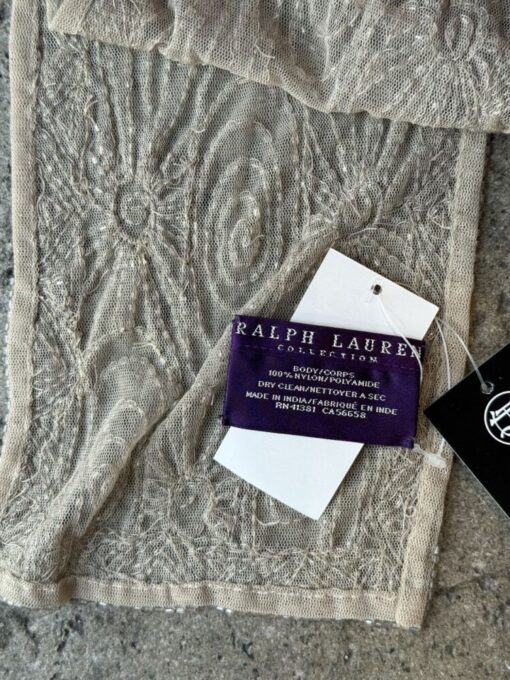 RALPH LAUREN
COLLECTION
BODY/CORPS
100% NYLON/POLYAMIDE
DRY CLEAN/NETTOYER A SEC
MADE IN INDIA/FABRIQUÉ EN INDE
RN 41381 CA56658